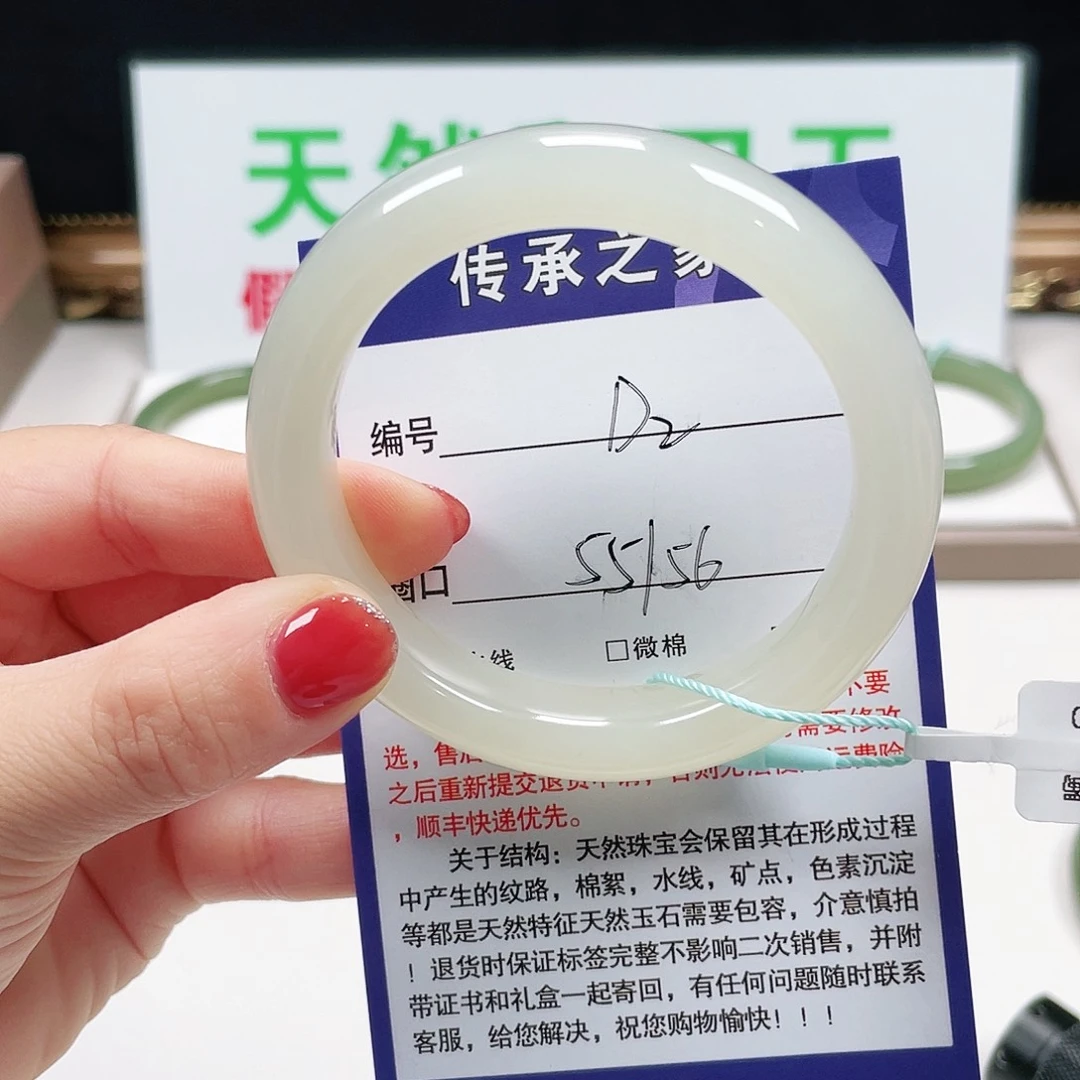 天然
传承之家
编号 D2
圈口 55/56
□微棉
不要
选，售后
之后重新提交退货申请，否则无法使用运费险
，顺丰快递优先。
关于结构：天然珠宝会保留其在形成过程
中产生的纹路，棉絮，水线，矿点，色素沉淀
等都是天然特征天然玉石需要包容，介意慎拍
！退货时保证标签完整不影响二次销售，并附
带证书和礼盒一起寄回，有任何问题随时联系
客服，给您解决，祝您购物愉快！！！